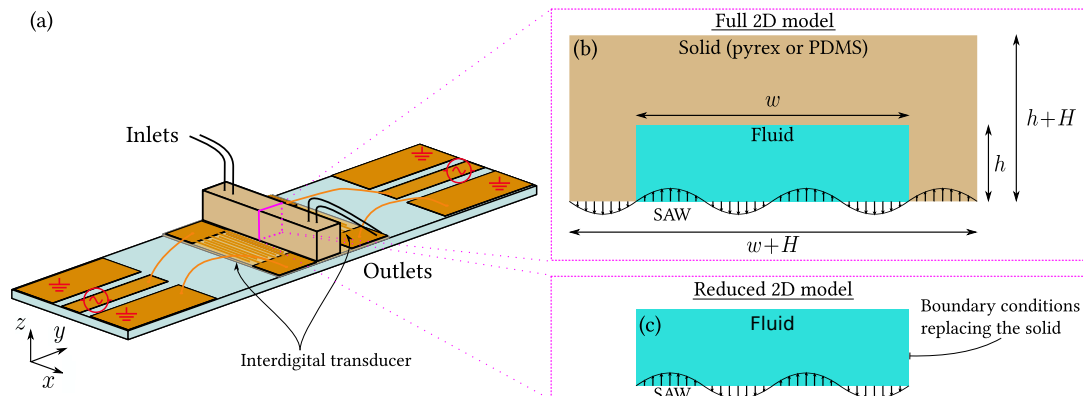 (a)
Inlets
Outlets
Interdigital transducer
z
y
x
Full 2D model
(b)
Solid (pyrex or PDMS)
w
Fluid
h
h+H
SAW
w+H
Reduced 2D model
(c)
Fluid
Boundary conditions
replacing the solid
SAW